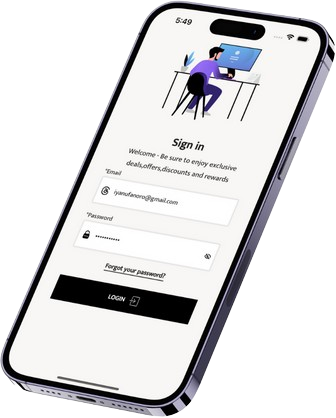 5:49
Sign in
Welcome - Be sure to enjoy exclusive
deals,offers,discounts and rewards
*Email
iyanufanoro@gmail.com
*Password
•••••••••••
Forgot your password?
LOGIN